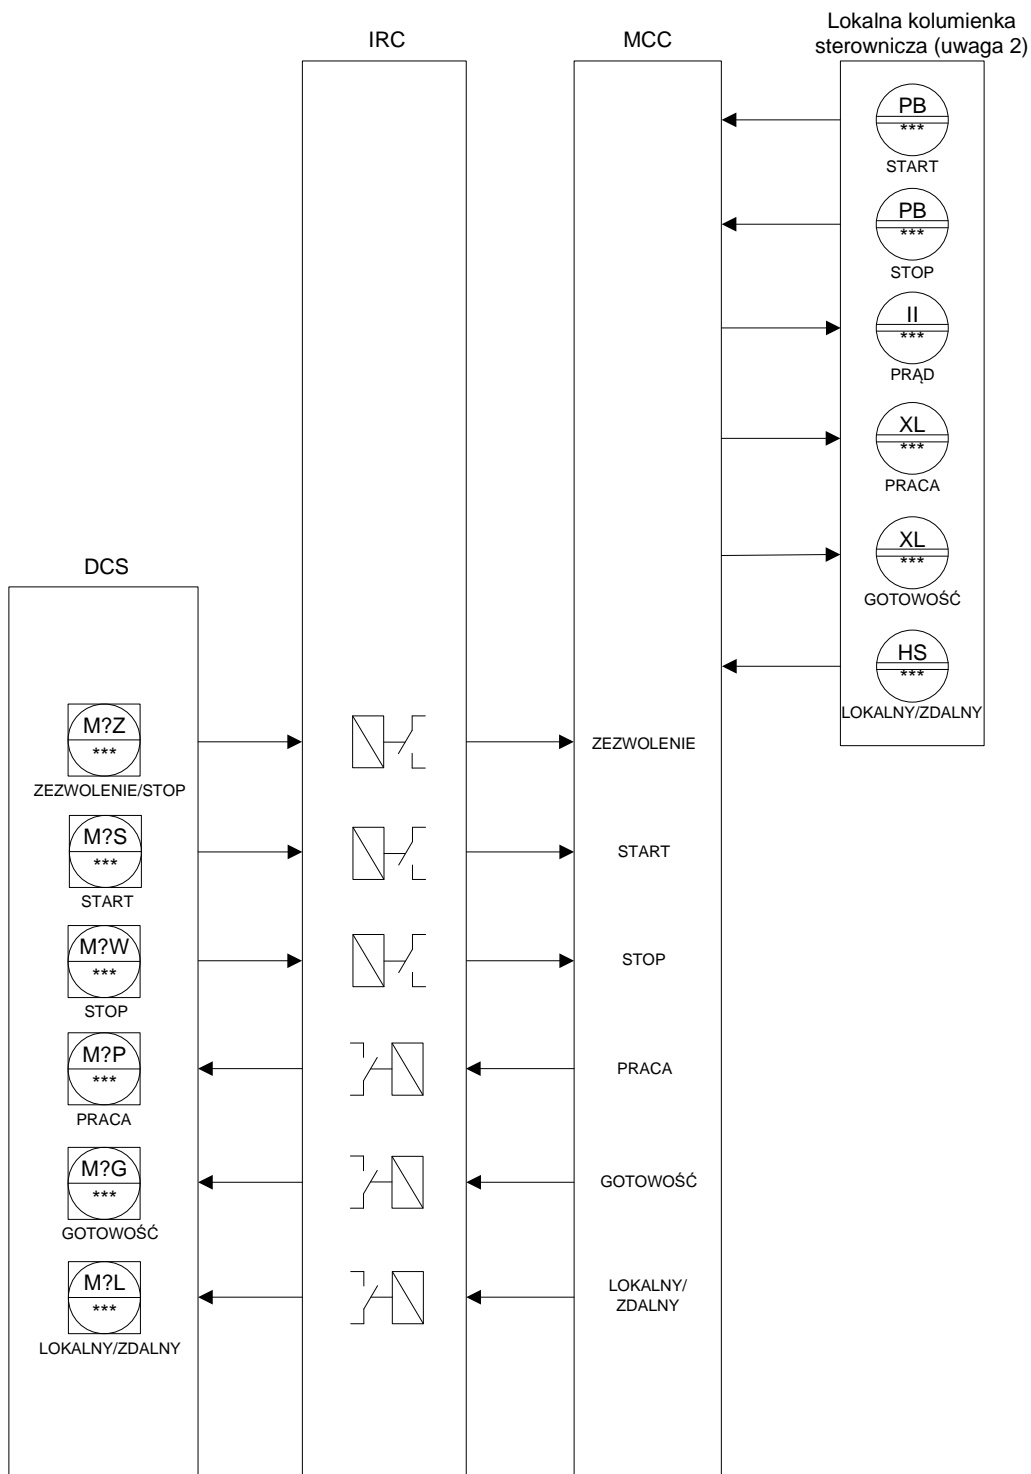 IRC
MCC
Lokalna kolumienka
sterownicza (uwaga 2)
PB
***
START
PB
***
STOP
II
***
PRĄD
XL
***
PRACA
XL
***
GOTOWOŚĆ
HS
***
LOKALNY/ZDALNY
DCS
M?Z
***
ZEZWOLENIE/STOP
ZEZWOLENIE
M?S
***
START
START
M?W
***
STOP
STOP
M?P
***
PRACA
PRACA
M?G
***
GOTOWOŚĆ
GOTOWOŚĆ
M?L
***
LOKALNY/ZDALNY
LOKALNY/
ZDALNY